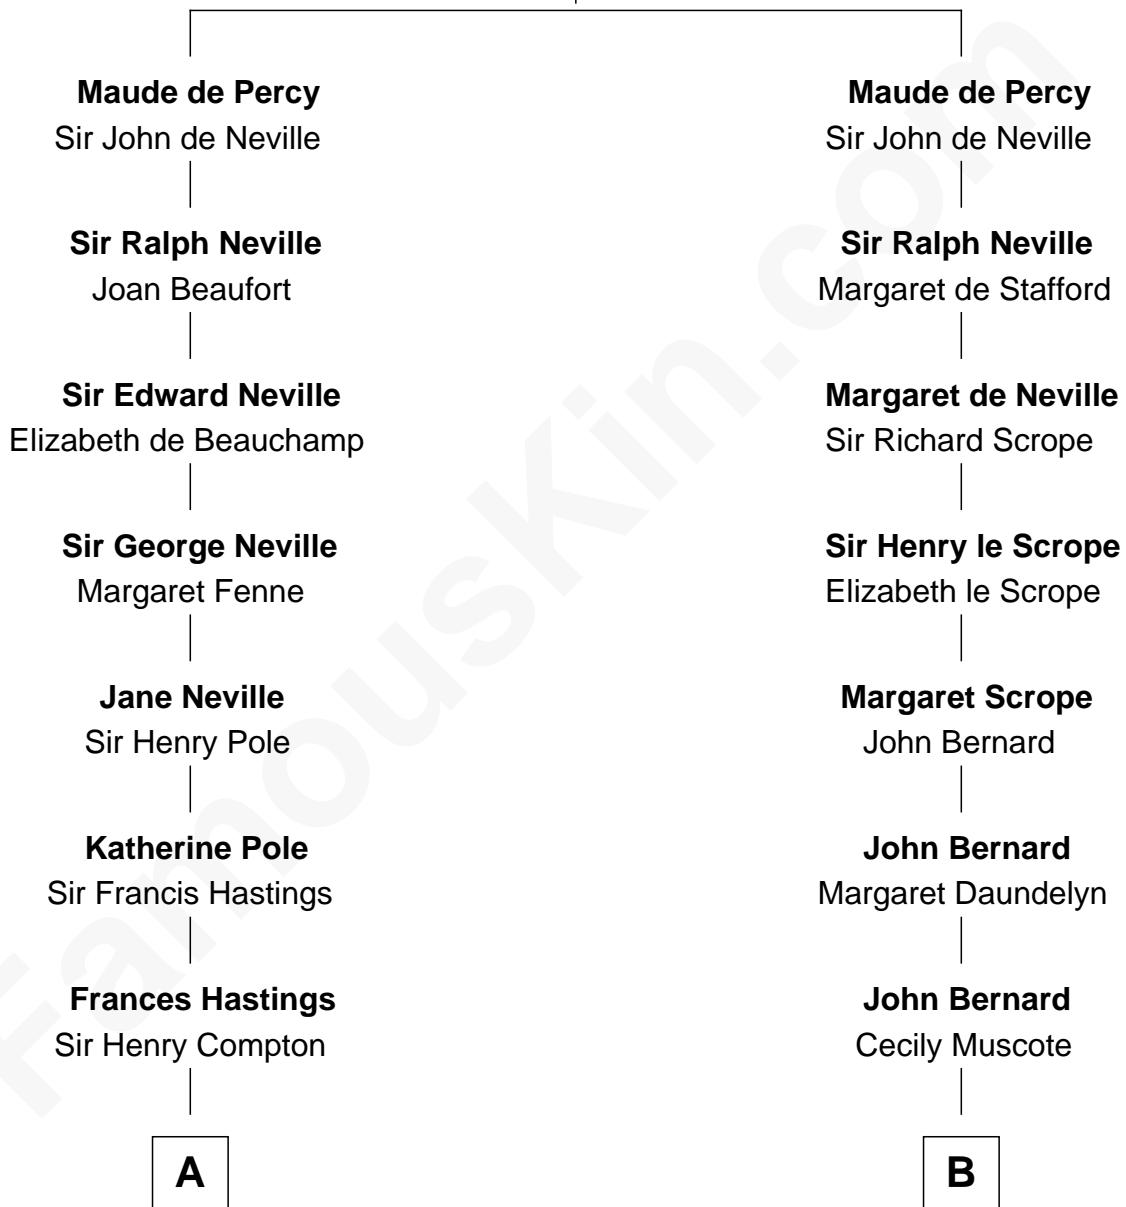 Maude de Percy
Sir John de Neville
Maude de Percy
Sir John de Neville
Sir Ralph Neville
Joan Beaufort
Sir Ralph Neville
Margaret de Stafford
Sir Edward Neville
Elizabeth de Beauchamp
Margaret de Neville
Sir Richard Scrope
Sir George Neville
Margaret Fenne
Sir Henry le Scrope
Elizabeth le Scrope
Jane Neville
Sir Henry Pole
Margaret Scrope
John Bernard
Katherine Pole
Sir Francis Hastings
John Bernard
Margaret Daundelyn
Frances Hastings
Sir Henry Compton
John Bernard
Cecily Muscote
A
B
FamousKin.com